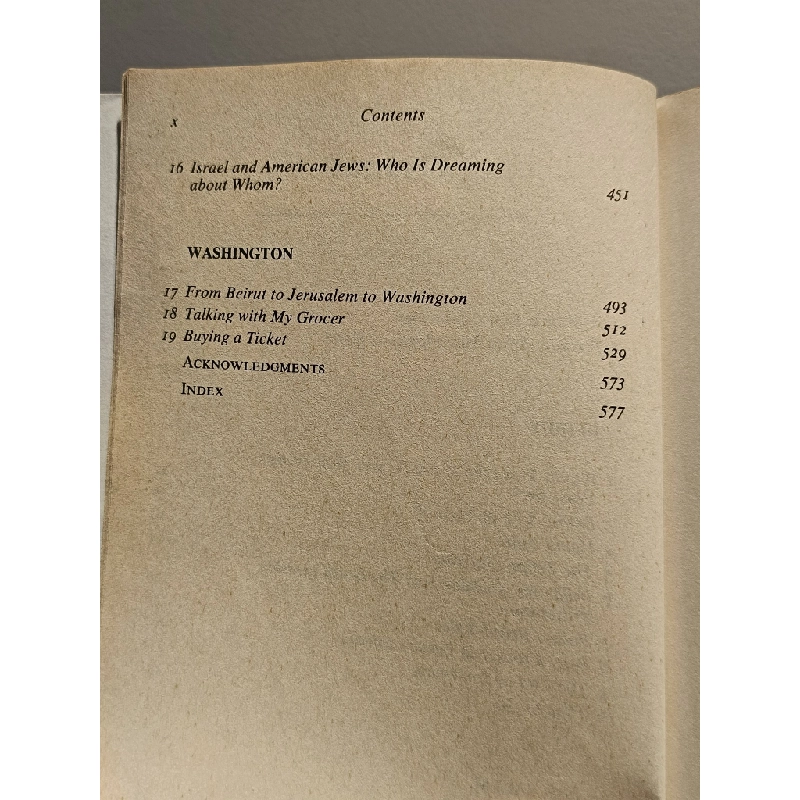 x Contents
16 Israel and American Jews: Who Is Dreaming
about Whom? 451
WASHINGTON
17 From Beirut to Jerusalem to Washington 493
18 Talking with My Grocer 512
19 Buying a Ticket 529
ACKNOWLEDGMENTS 573
INDEX 577